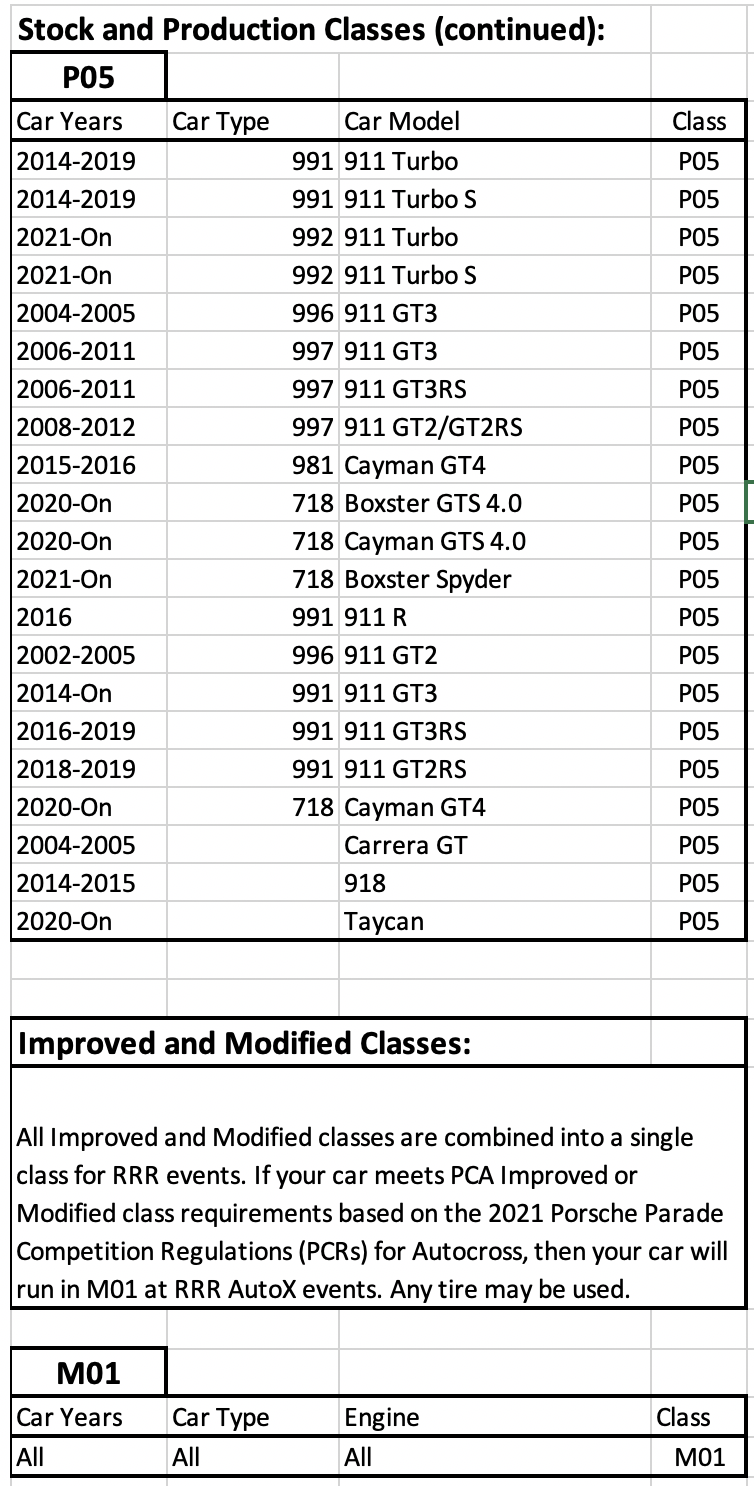 Stock and Production Classes (continued):
P05
Car Years Car Type Car Model Class
2014-2019 991 911 Turbo P05
2014-2019 991 911 Turbo S P05
2021-On 992 911 Turbo P05
2021-On 992 911 Turbo S P05
2004-2005 996 911 GT3 P05
2006-2011 997 911 GT3 P05
2006-2011 997 911 GT3RS P05
2008-2012 997 911 GT2/GT2RS P05
2015-2016 981 Cayman GT4 P05
2020-On 718 Boxster GTS 4.0 P05
2020-On 718 Cayman GTS 4.0 P05
2021-On 718 Boxster Spyder P05
2016 991 911 R P05
2002-2005 996 911 GT2 P05
2014-On 991 911 GT3 P05
2016-2019 991 911 GT3RS P05
2018-2019 991 911 GT2RS P05
2020-On 718 Cayman GT4 P05
2004-2005 Carrera GT P05
2014-2015 918 P05
2020-On Taycan P05
Improved and Modified Classes:
All Improved and Modified classes are combined into a single
class for RRR events. If your car meets PCA Improved or
Modified class requirements based on the 2021 Porsche Parade
Competition Regulations (PCRs) for Autocross, then your car will
run in M01 at RRR AutoX events. Any tire may be used.
M01
Car Years Car Type Engine Class
All All All M01